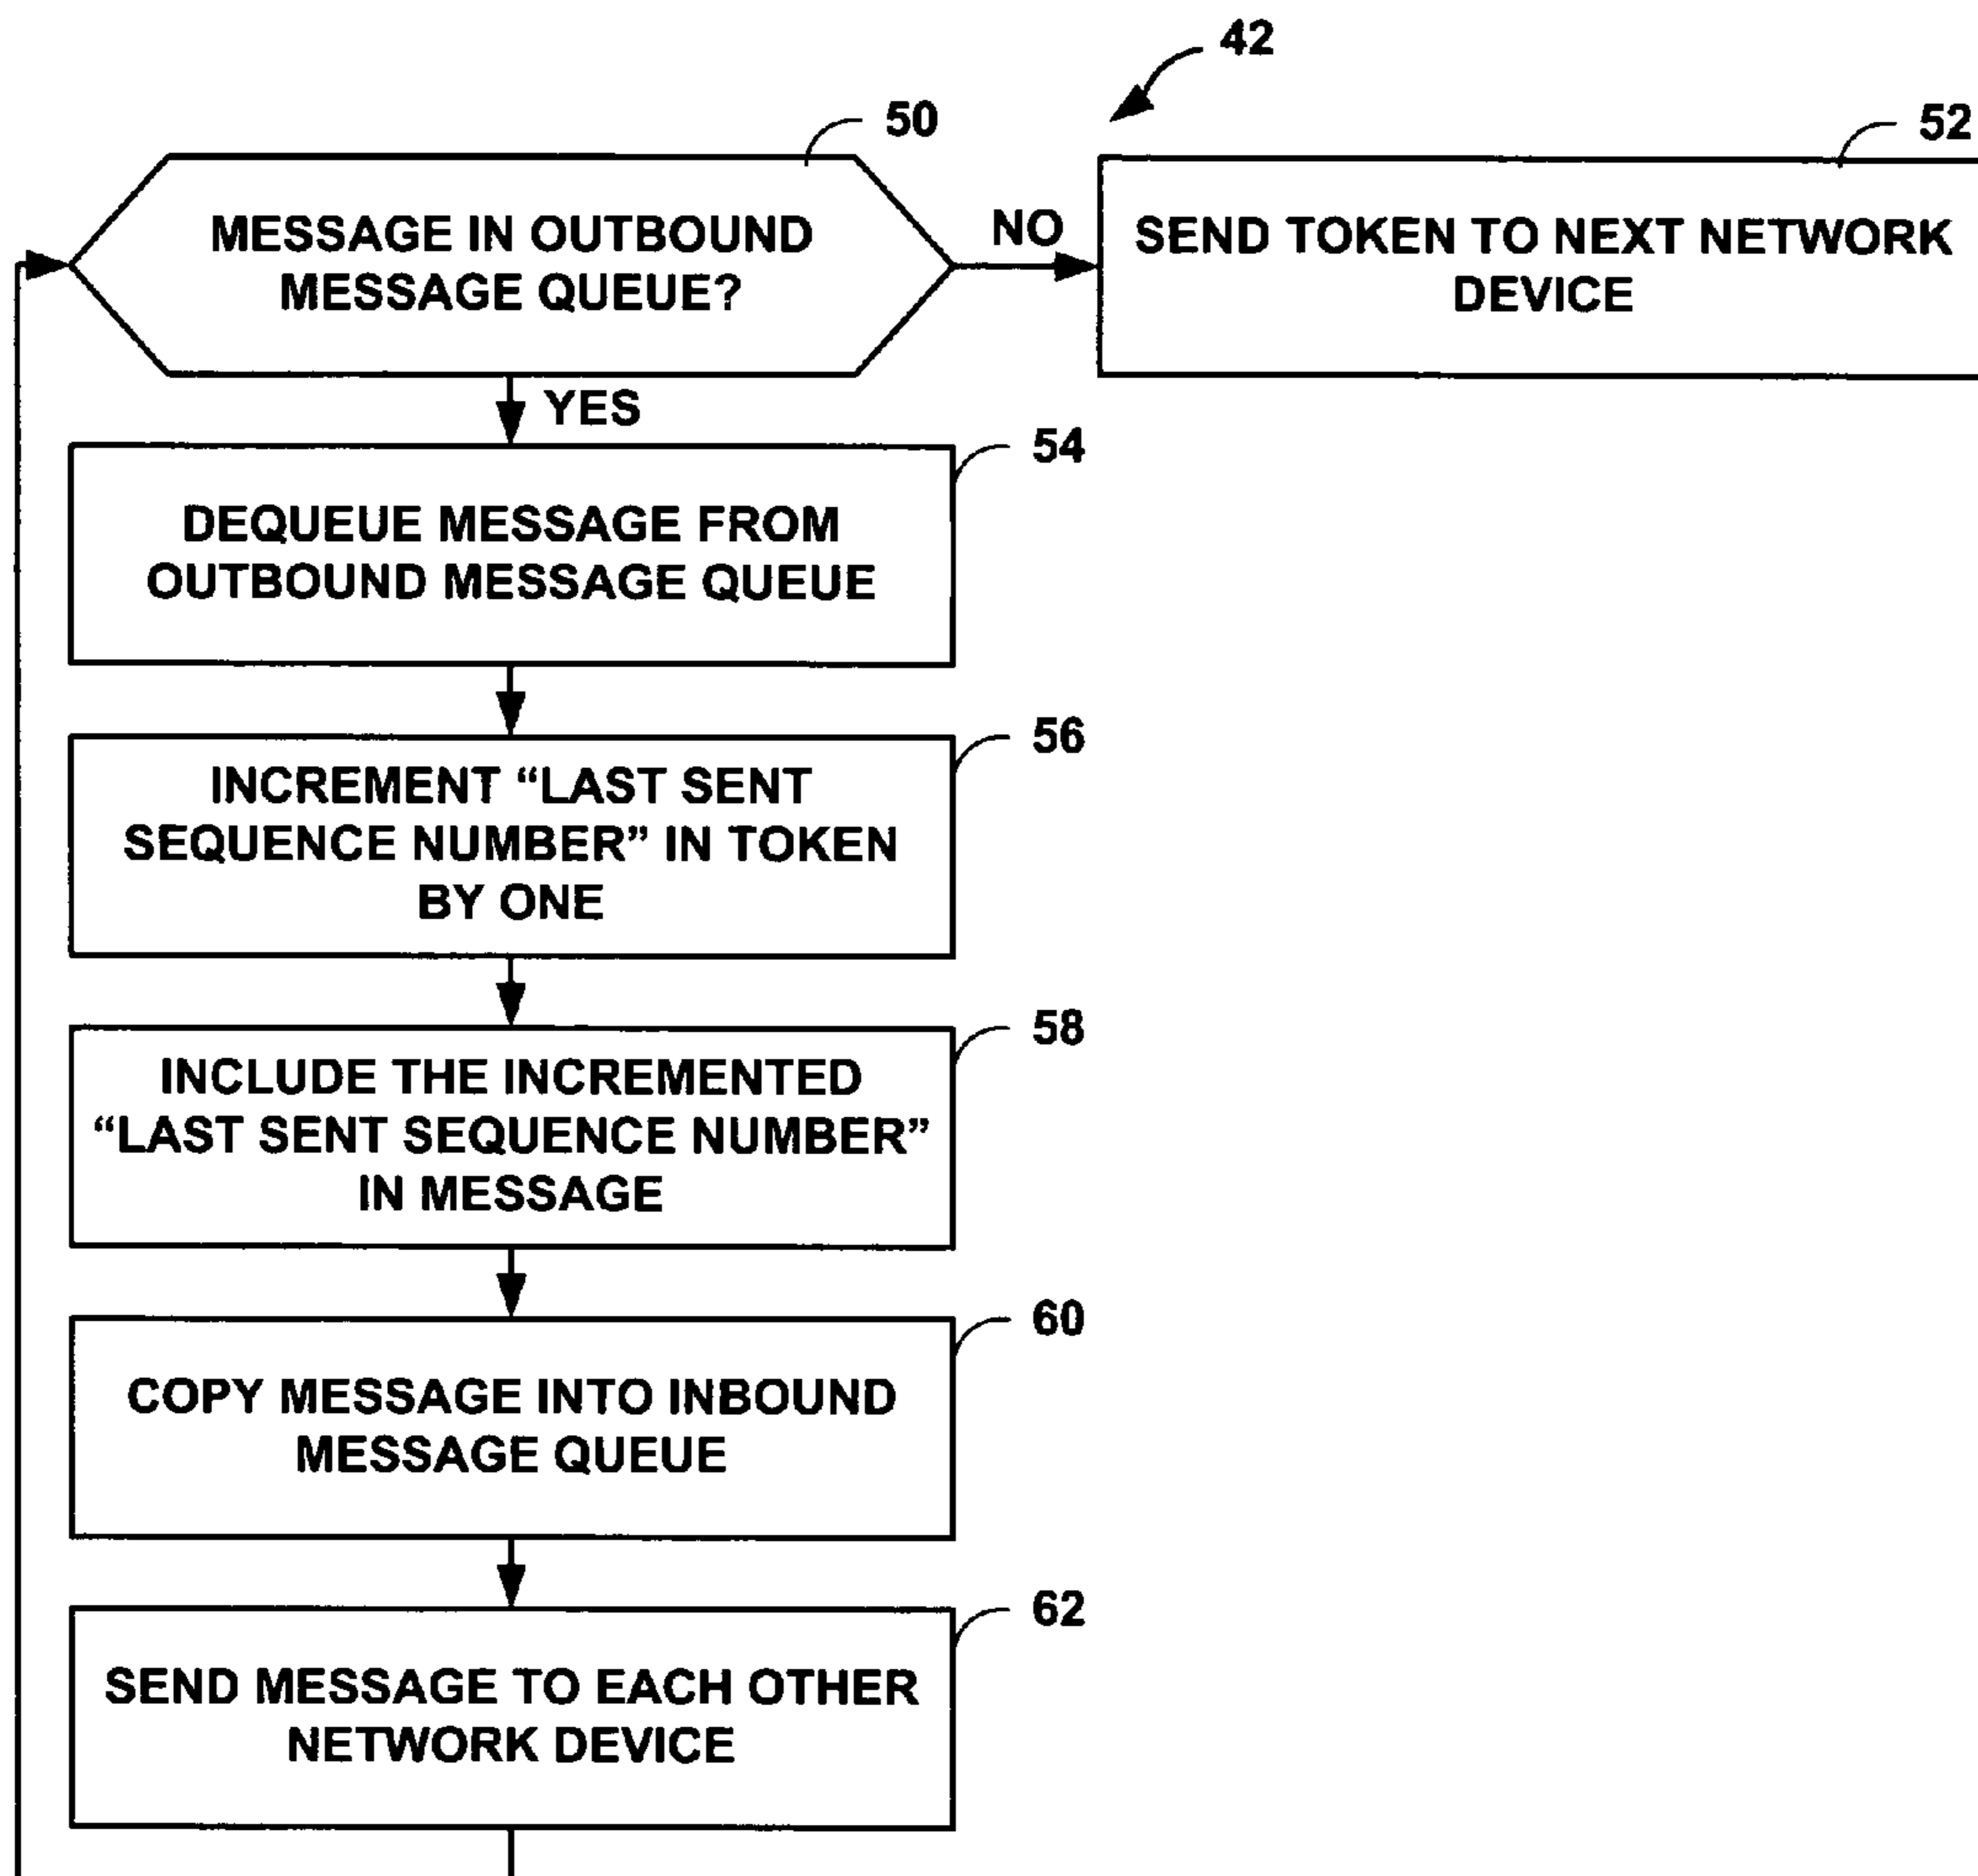 42
50
52
MESSAGE IN OUTBOUND
MESSAGE QUEUE?
NO
SEND TOKEN TO NEXT NETWORK
DEVICE
YES
54
DEQUEUE MESSAGE FROM
OUTBOUND MESSAGE QUEUE
56
INCREMENT “LAST SENT
SEQUENCE NUMBER” IN TOKEN
BY ONE
58
INCLUDE THE INCREMENTED
“LAST SENT SEQUENCE NUMBER”
IN MESSAGE
60
COPY MESSAGE INTO INBOUND
MESSAGE QUEUE
62
SEND MESSAGE TO EACH OTHER
NETWORK DEVICE